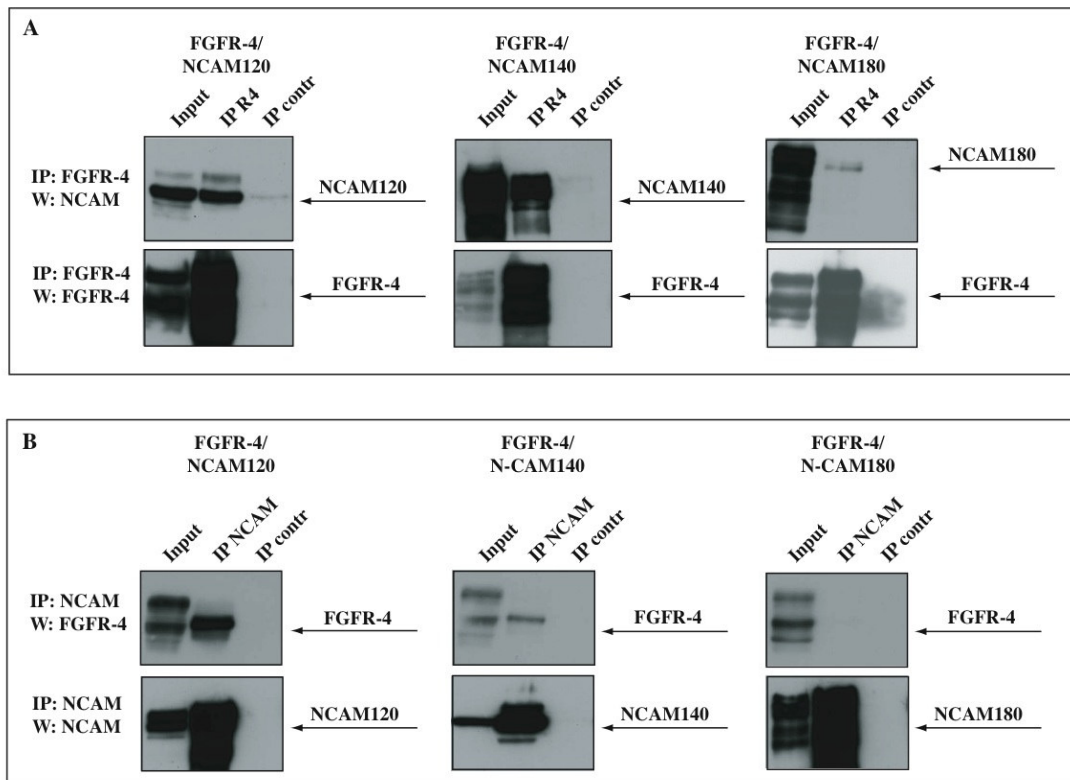 A
FGFR-4/
NCAM120
FGFR-4/
NCAM140
FGFR-4/
NCAM180
Input IP R4 IP contr
Input IP R4 IP contr
Input IP R4 IP contr
IP: FGFR-4
W: NCAM
NCAM120
NCAM140
NCAM180
IP: FGFR-4
W: FGFR-4
FGFR-4
FGFR-4
FGFR-4
B
FGFR-4/
NCAM120
FGFR-4/
N-CAM140
FGFR-4/
N-CAM180
Input IP NCAM IP contr
Input IP NCAM IP contr
Input IP NCAM IP contr
IP: NCAM
W: FGFR-4
FGFR-4
FGFR-4
FGFR-4
IP: NCAM
W: NCAM
NCAM120
NCAM140
NCAM180